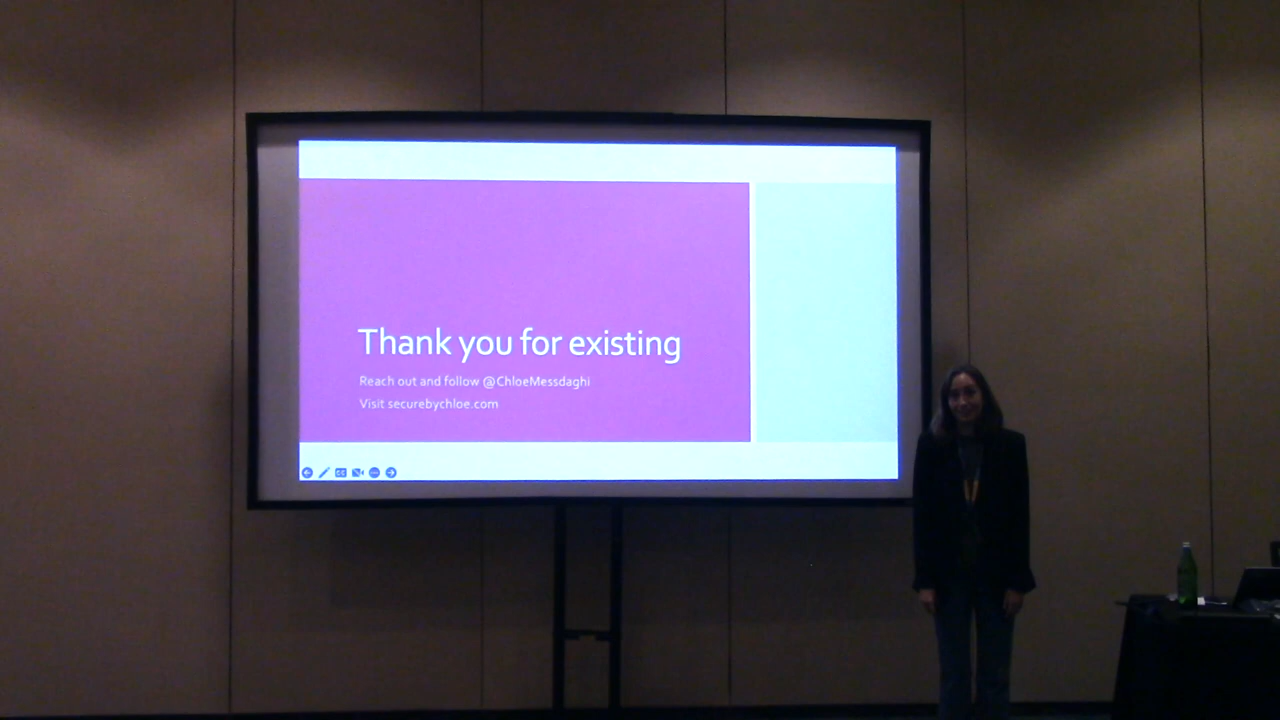 Thank you for existing
Reach out and follow @ChloeMessdaghi
Visit securebychloe.com